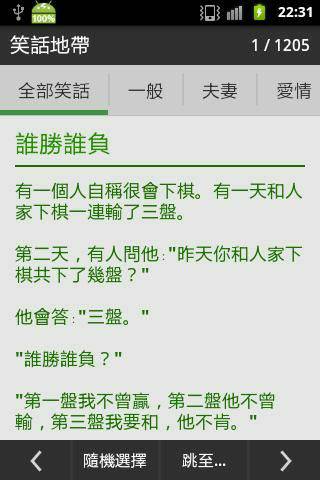 100%
22:31
笑話地帶
1 / 1205
全部笑話 一般 夫妻 愛情
誰勝誰負
有一個人自稱很會下棋。有一天和人
家下棋一連輸了三盤。
第二天，有人問他："昨天你和人家下
棋共下了幾盤？"
他會答:"三盤。"
"誰勝誰負？"
"第一盤我不曾贏，第二盤他不曾
輸，第三盤我要和，他不肯。"
隨機選擇 跳至...